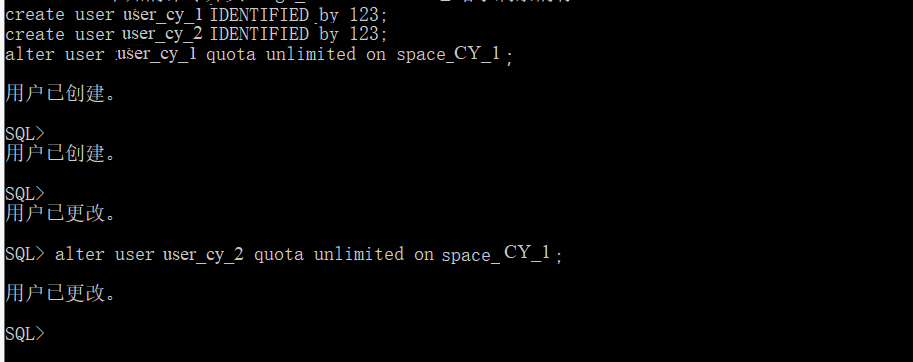 create user user_cy_1 IDENTIFIED by 123;
create user user_cy_2 IDENTIFIED by 123;
alter user user_cy_1 quota unlimited on space_CY_1;
用户已创建。
SQL>
用户已创建。
SQL>
用户已更改。
SQL> alter user user_cy_2 quota unlimited on space_CY_1;
用户已更改。
SQL>